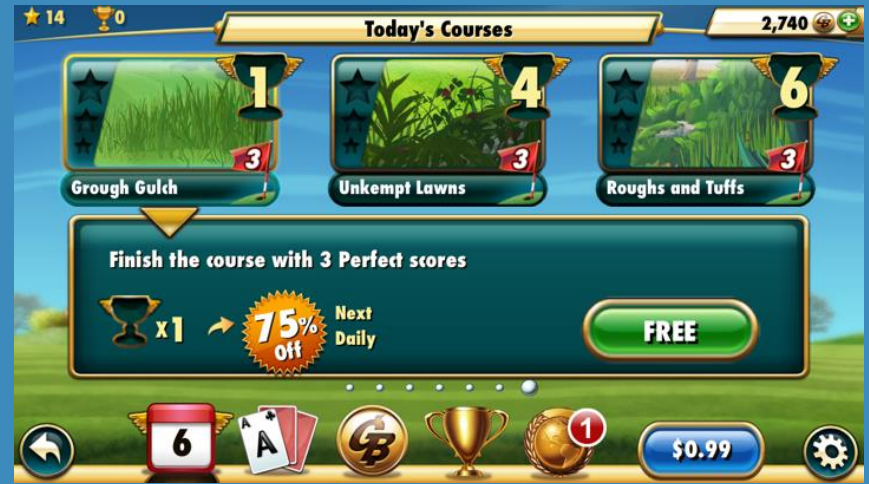 14
0
Today's Courses
2,740 GB
1
4
6
3
3
3
Grough Gulch
Unkempt Lawns
Roughs and Tuffs
Finish the course with 3 Perfect scores
x1
75%
Off
Next
Daily
FREE
6
A
A
GB
1
$0.99